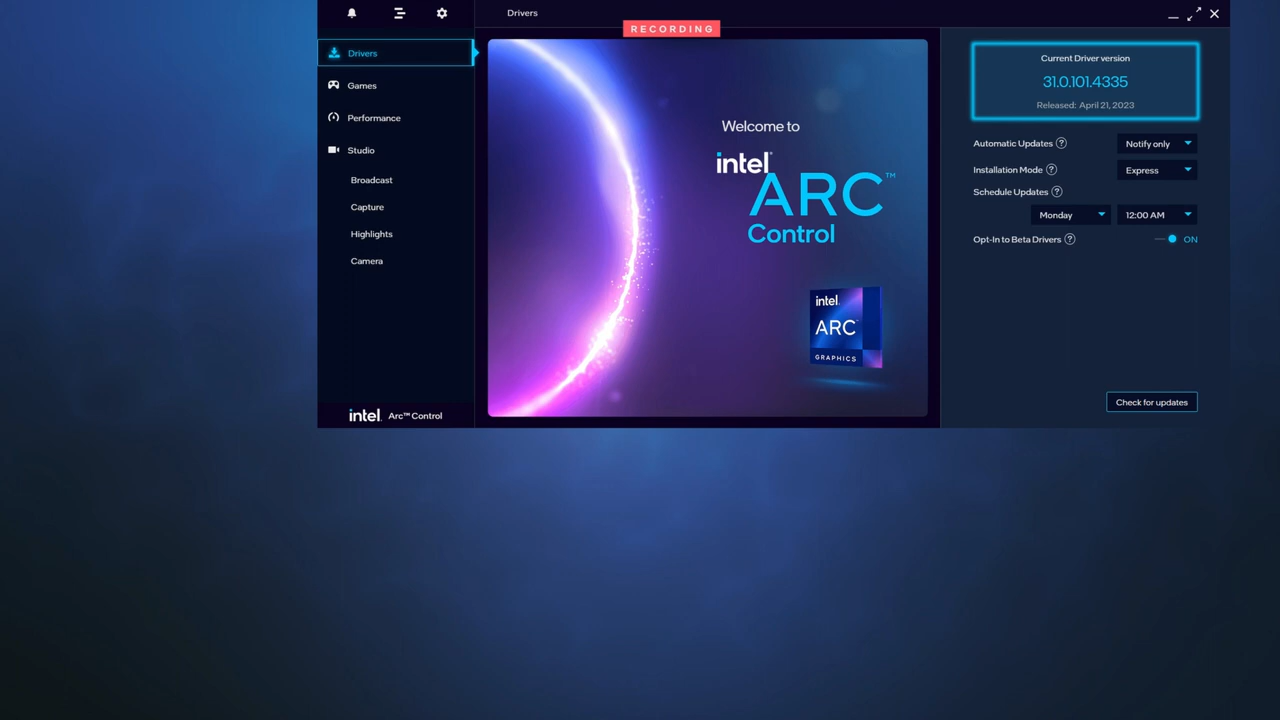 Drivers
RECORDING
Drivers
Games
Performance
Studio
Broadcast
Capture
Highlights
Camera
intel. Arc™ Control
Welcome to
intel®
ARC™
Control
intel.
ARC
GRAPHICS
Current Driver version
31.0.101.4335
Released: April 21, 2023
Automatic Updates ? Notify only
Installation Mode ? Express
Schedule Updates ?
Monday 12:00 AM
Opt-In to Beta Drivers ? ON
Check for updates